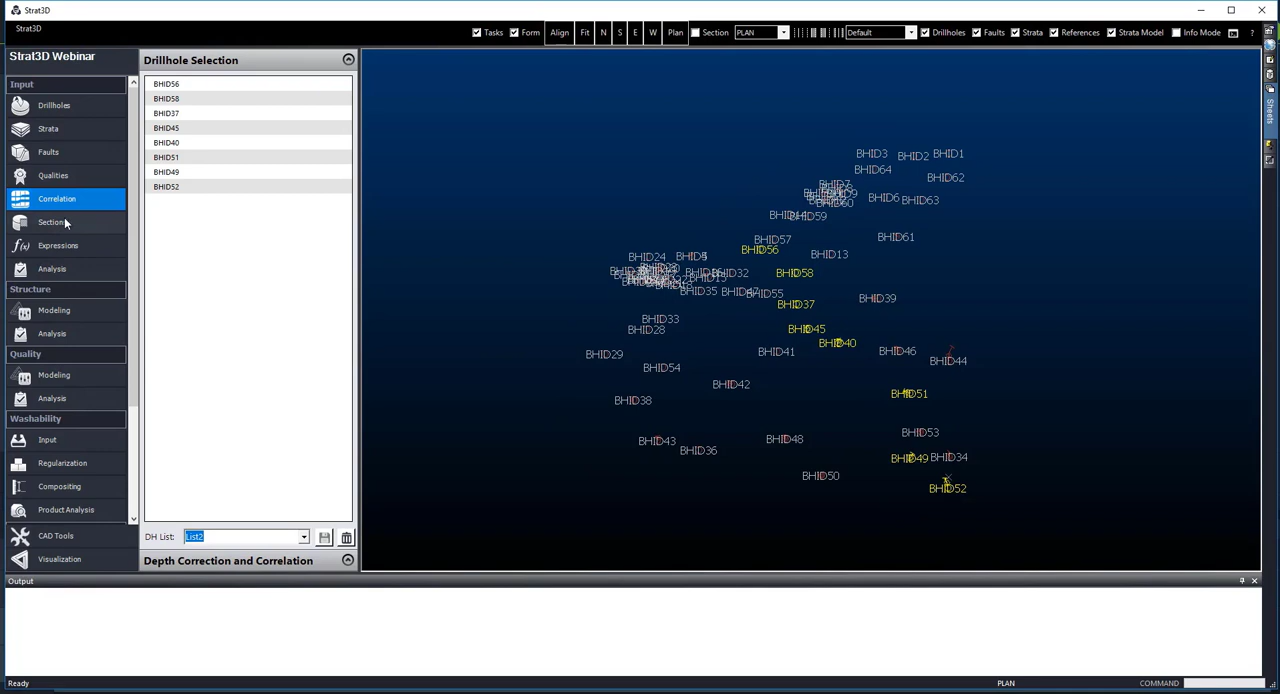 Strat3D
Strat3D
Tasks Form Align Fit N S E W Plan Section PLAN Default Drillholes Faults Strata References Strata Model Info Mode ?
Strat3D Webinar
Input
Drillholes
Strata
Faults
Qualities
Correlation
Section
Expressions
Analysis
Structure
Modeling
Analysis
Quality
Modeling
Analysis
Washability
Input
Regularization
Compositing
Product Analysis
CAD Tools
Visualization
Drillhole Selection
BHID56
BHID58
BHID37
BHID45
BHID40
BHID51
BHID49
BHID52
DH List: List2
Depth Correction and Correlation
BHID3 BHID2 BHID1
BHID64
BHID62
BHID6 BHID63
BHID60
BHID59
BHID61
BHID57
BHID56
BHID13
BHID24
BHID58
BHID32
BHID35
BHID55
BHID39
BHID37
BHID33
BHID28
BHID45
BHID40
BHID41
BHID46
BHID29
BHID44
BHID54
BHID42
BHID51
BHID38
BHID53
BHID43
BHID48
BHID36
BHID49 BHID34
BHID50
BHID52
Sheets
Output
Ready
PLAN
COMMAND